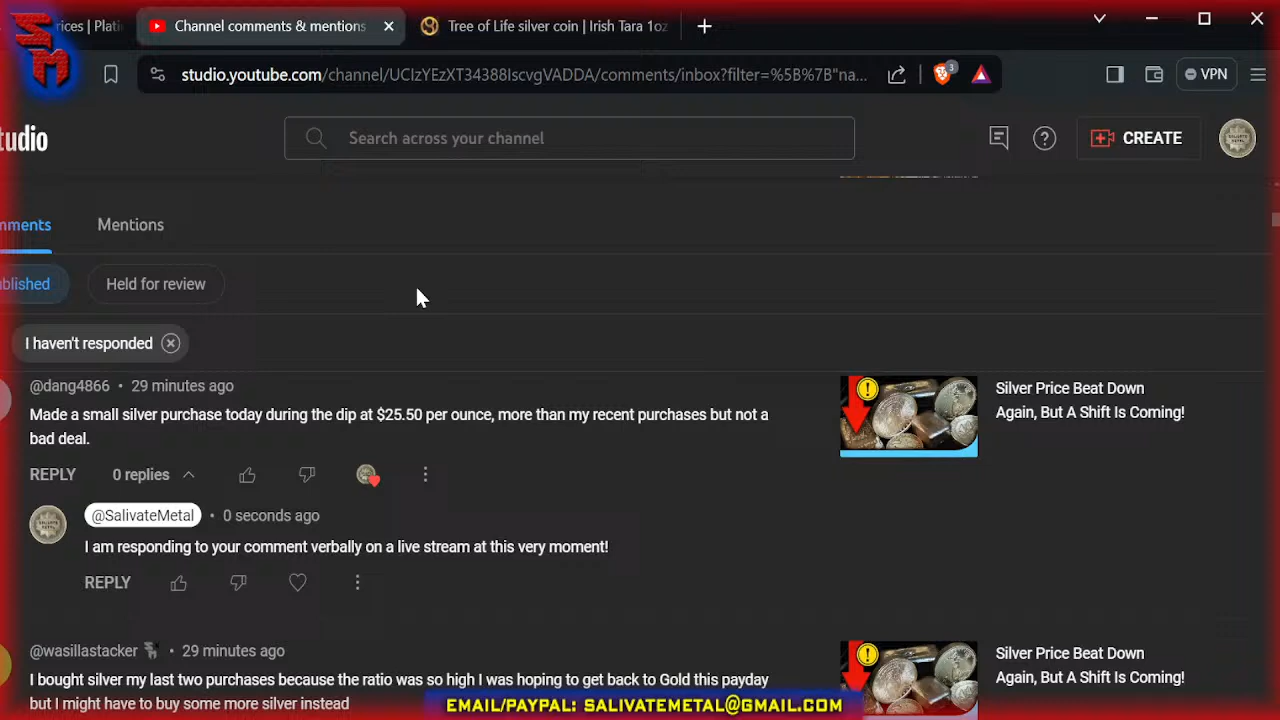 SM
rices | Plati
Channel comments & mentions
Tree of Life silver coin | Irish Tara 1oz
studio.youtube.com/channel/UCIzYEzXT34388IscvgVADDA/comments/inbox?filter=%5B%7B"na...
3
VPN
tudio
Search across your channel
CREATE
mments
Mentions
ublished
Held for review
I haven't responded
@dang4866 • 29 minutes ago
Made a small silver purchase today during the dip at $25.50 per ounce, more than my recent purchases but not a
bad deal.
Silver Price Beat Down
Again, But A Shift Is Coming!
REPLY 0 replies
@SalivateMetal • 0 seconds ago
I am responding to your comment verbally on a live stream at this very moment!
REPLY
@wasillastacker • 29 minutes ago
I bought silver my last two purchases because the ratio was so high I was hoping to get back to Gold this payday
but I might have to buy some more silver instead
Silver Price Beat Down
Again, But A Shift Is Coming!
EMAIL/PAYPAL: SALIVATEMETAL@GMAIL.COM